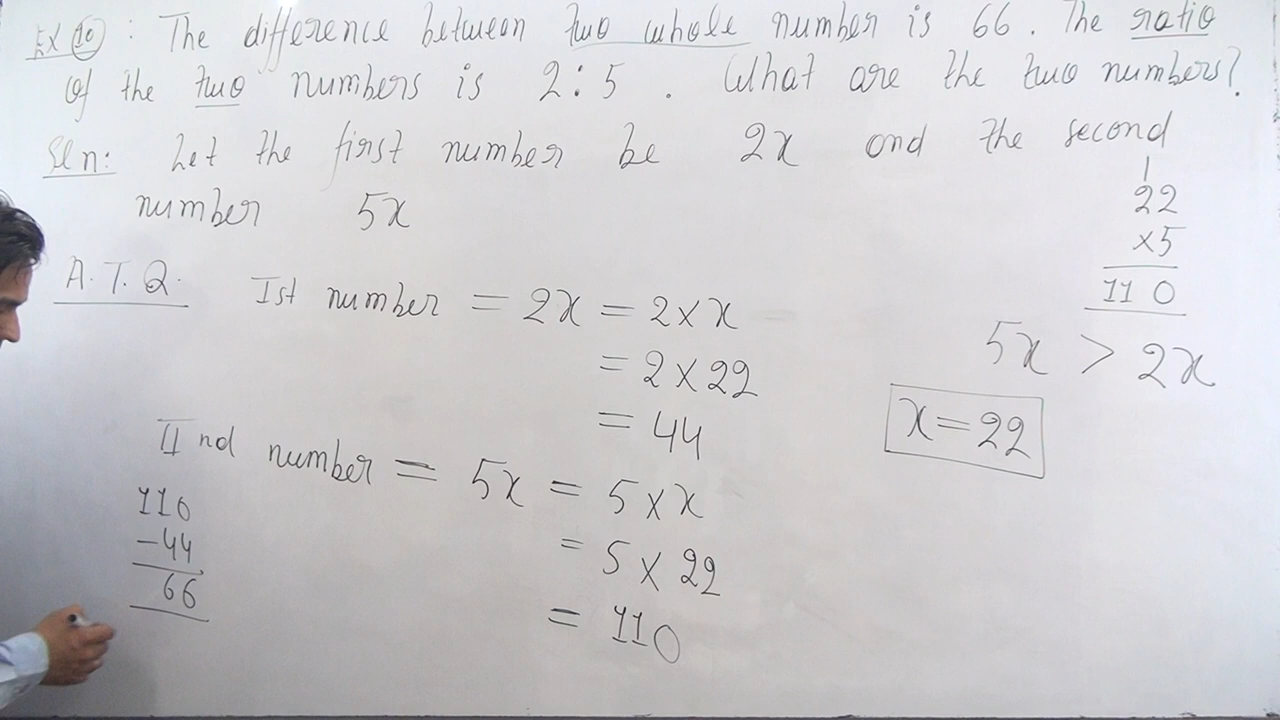 Ex 10 : The difference between two whole number is 66 . The ratio
of the two numbers is 2 : 5 . What are the two numbers?
Sln: Let the first number be 2x and the second
number 5x
1
22
×5
110
A.T.Q. Ist number = 2x = 2 × x
= 2 × 22
= 44
5x > 2x
x = 22
IInd number = 5x = 5 × x
= 5 × 22
= 110
110
-44
66